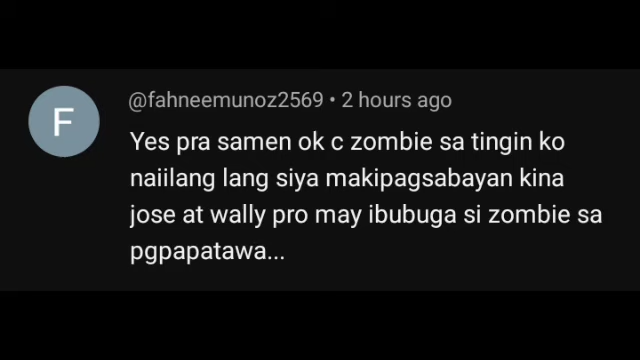 F
@fahneemunoz2569 • 2 hours ago
Yes pra samen ok c zombie sa tingin ko
naiilang lang siya makipagsabayan kina
jose at wally pro may ibubuga si zombie sa
pgpapatawa...